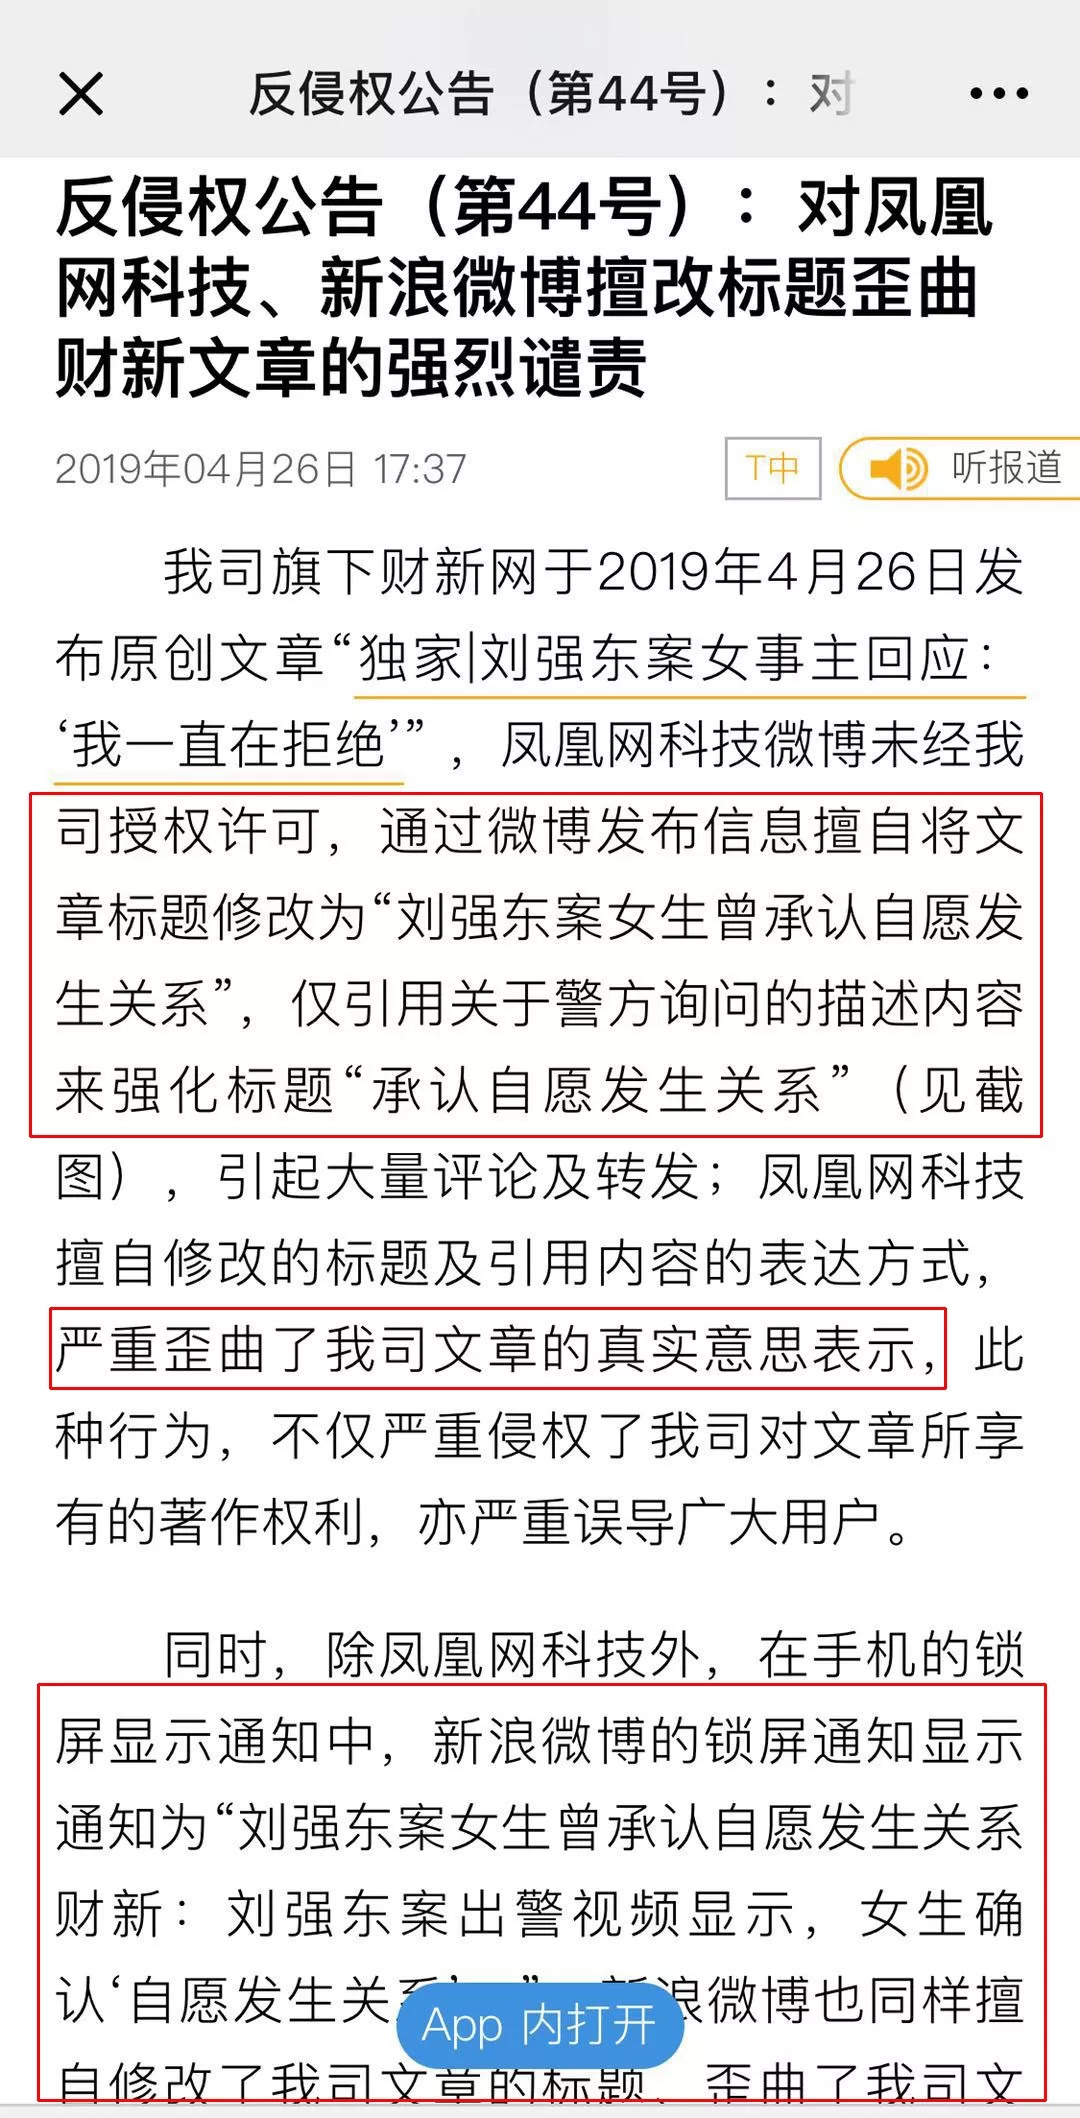 反侵权公告（第44号）：对
反侵权公告（第44号）：对凤凰
网科技、新浪微博擅改标题歪曲
财新文章的强烈谴责
2019年04月26日 17:37
T中
听报道
我司旗下财新网于2019年4月26日发
布原创文章“独家|刘强东案女事主回应：
‘我一直在拒绝’”，凤凰网科技微博未经我
司授权许可，通过微博发布信息擅自将文
章标题修改为“刘强东案女生曾承认自愿发
生关系”，仅引用关于警方询问的描述内容
来强化标题“承认自愿发生关系”（见截
图），引起大量评论及转发；凤凰网科技
擅自修改的标题及引用内容的表达方式，
严重歪曲了我司文章的真实意思表示，此
种行为，不仅严重侵权了我司对文章所享
有的著作权利，亦严重误导广大用户。
同时，除凤凰网科技外，在手机的锁
屏显示通知中，新浪微博的锁屏通知显示
通知为“刘强东案女生曾承认自愿发生关系
财新：刘强东案出警视频显示，女生确
认‘自愿发生关系’ ”新浪微博也同样擅
App 内打开
自修改了我司文章的标题、歪曲了我司文